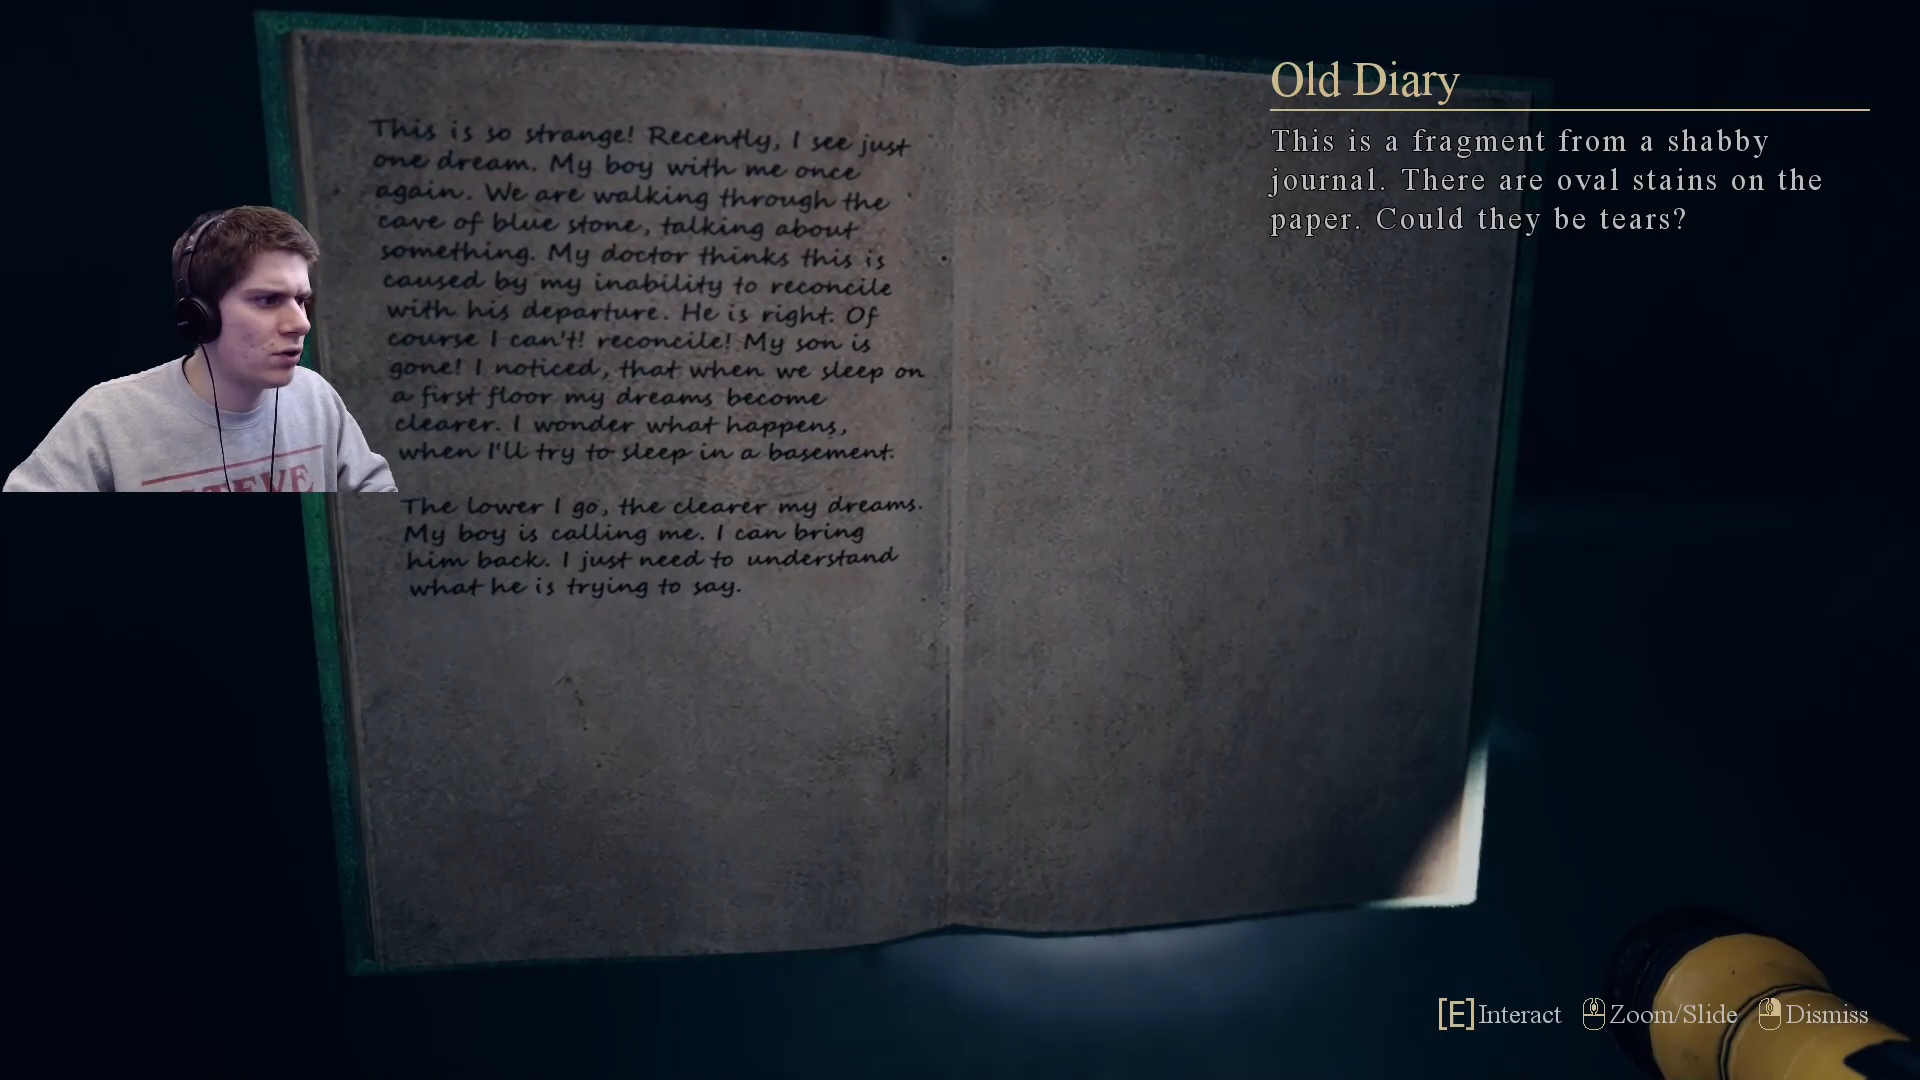 Old Diary
This is a fragment from a shabby
journal. There are oval stains on the
paper. Could they be tears?
This is so strange! Recently, I see just
one dream. My boy with me once
again. We are walking through the
cave of blue stone, talking about
something. My doctor thinks this is
caused by my inability to reconcile
with his departure. He is right. Of
course I can't! reconcile! My son is
gone! I noticed, that when we sleep on
a first floor my dreams become
clearer. I wonder what happens,
when I'll try to sleep in a basement.
The lower I go, the clearer my dreams.
My boy is calling me. I can bring
him back. I just need to understand
what he is trying to say.
[E] Interact Zoom/Slide Dismiss